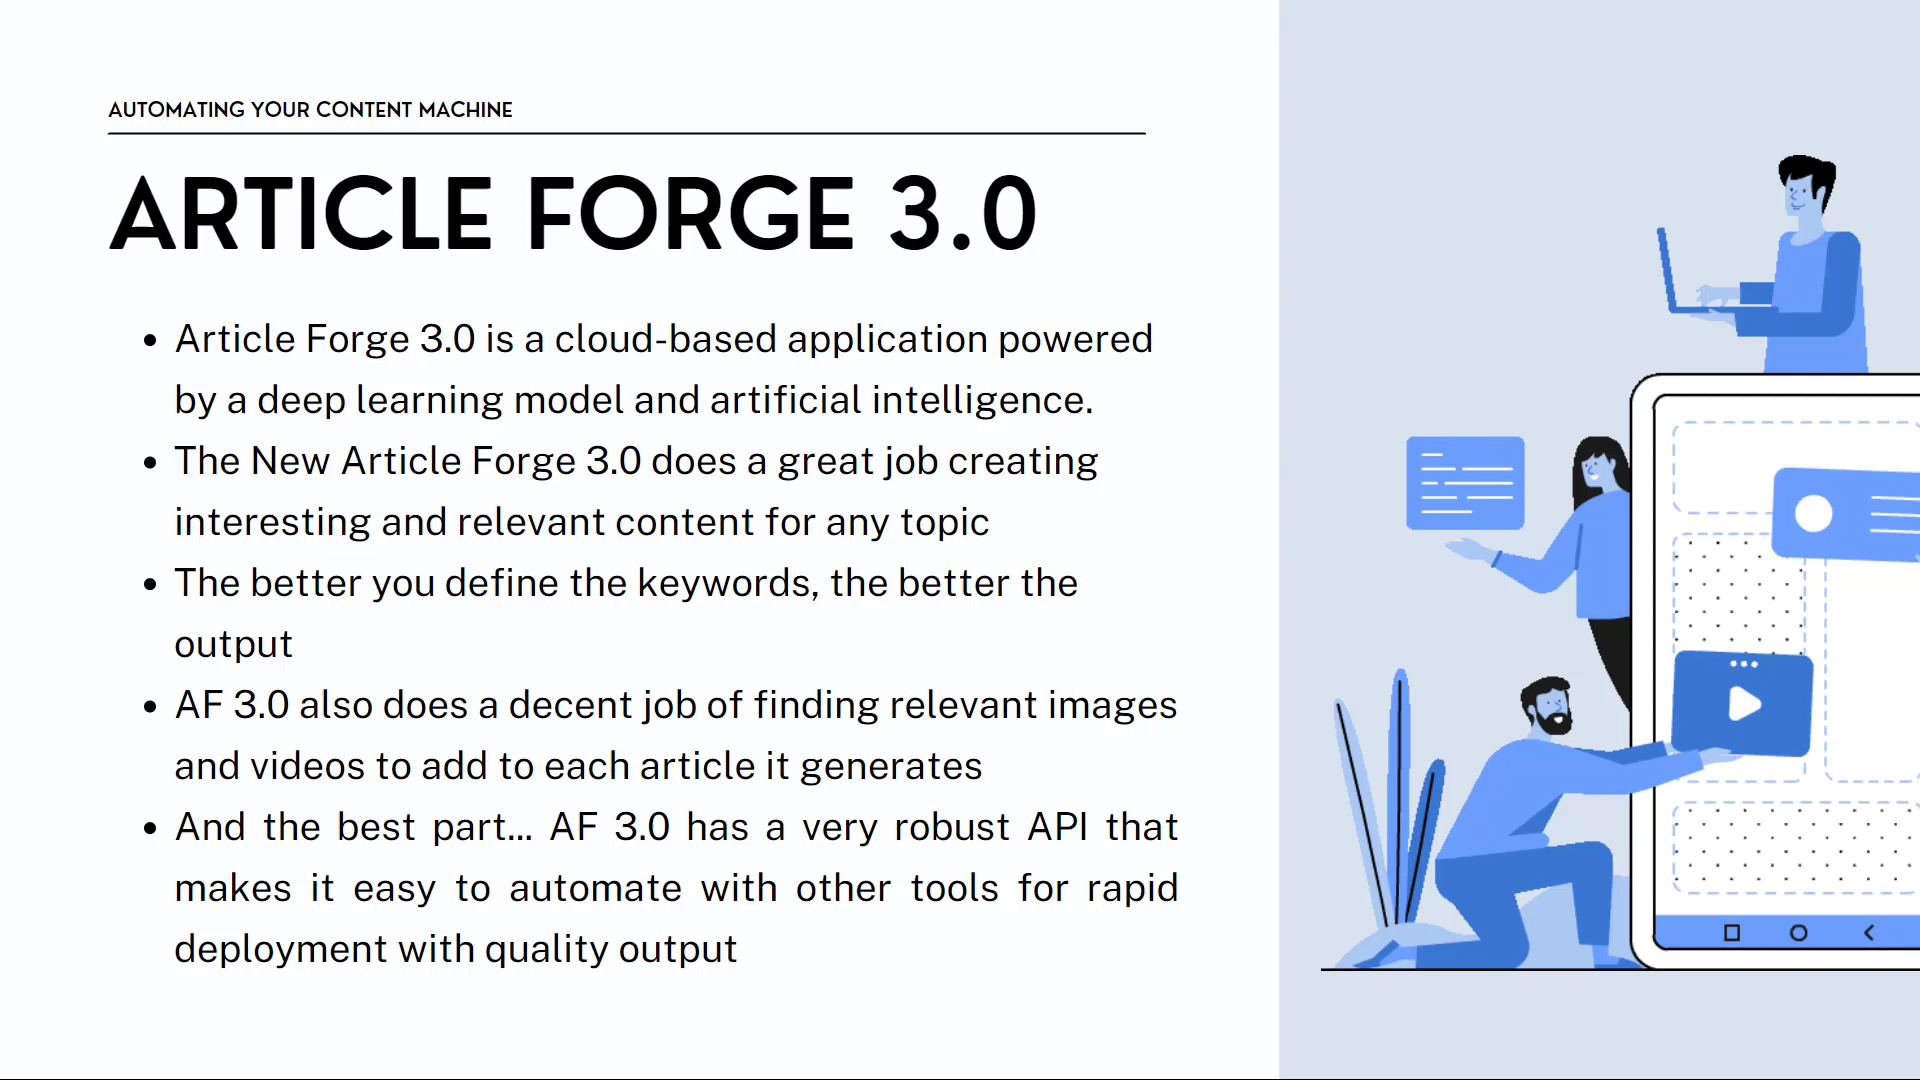 AUTOMATING YOUR CONTENT MACHINE
ARTICLE FORGE 3.0
• Article Forge 3.0 is a cloud-based application powered
by a deep learning model and artificial intelligence.
• The New Article Forge 3.0 does a great job creating
interesting and relevant content for any topic
• The better you define the keywords, the better the
output
• AF 3.0 also does a decent job of finding relevant images
and videos to add to each article it generates
• And the best part... AF 3.0 has a very robust API that
makes it easy to automate with other tools for rapid
deployment with quality output